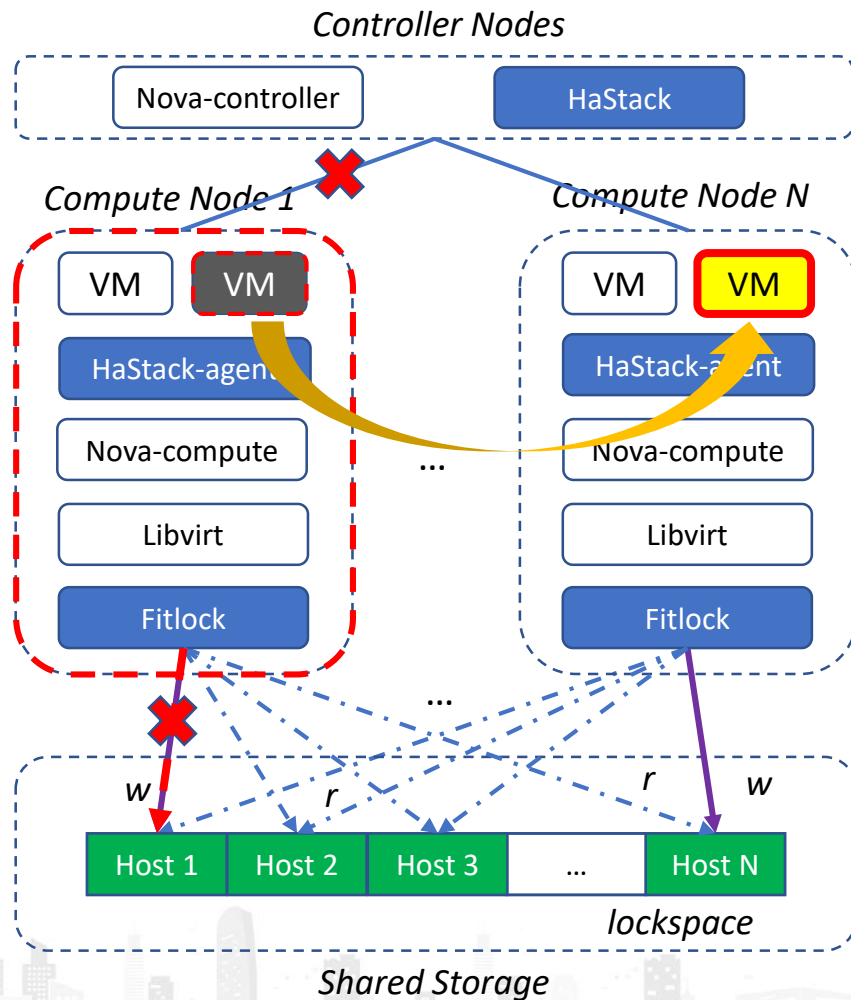 Controller Nodes
Nova-controller
HaStack
Compute Node 1
Compute Node N
VM
VM
VM
VM
HaStack-agent
HaStack-agent
Nova-compute
Nova-compute
...
Libvirt
Libvirt
Fitlock
Fitlock
...
w
r
r
w
Host 1
Host 2
Host 3
...
Host N
lockspace
Shared Storage